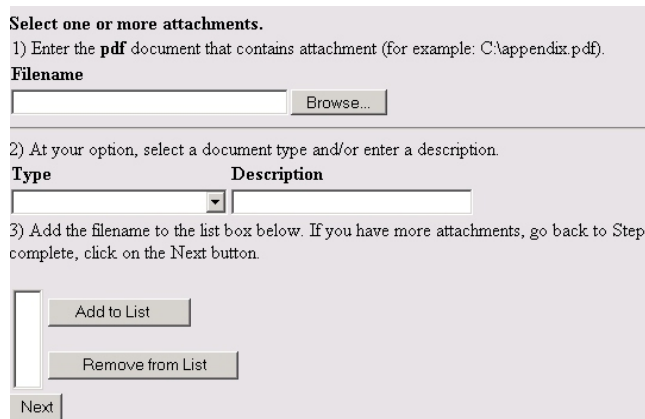 Select one or more attachments.
1) Enter the pdf document that contains attachment (for example: C:\appendix.pdf).
Filename
Browse...
2) At your option, select a document type and/or enter a description.
Type Description
3) Add the filename to the list box below. If you have more attachments, go back to Step
complete, click on the Next button.
Add to List
Remove from List
Next